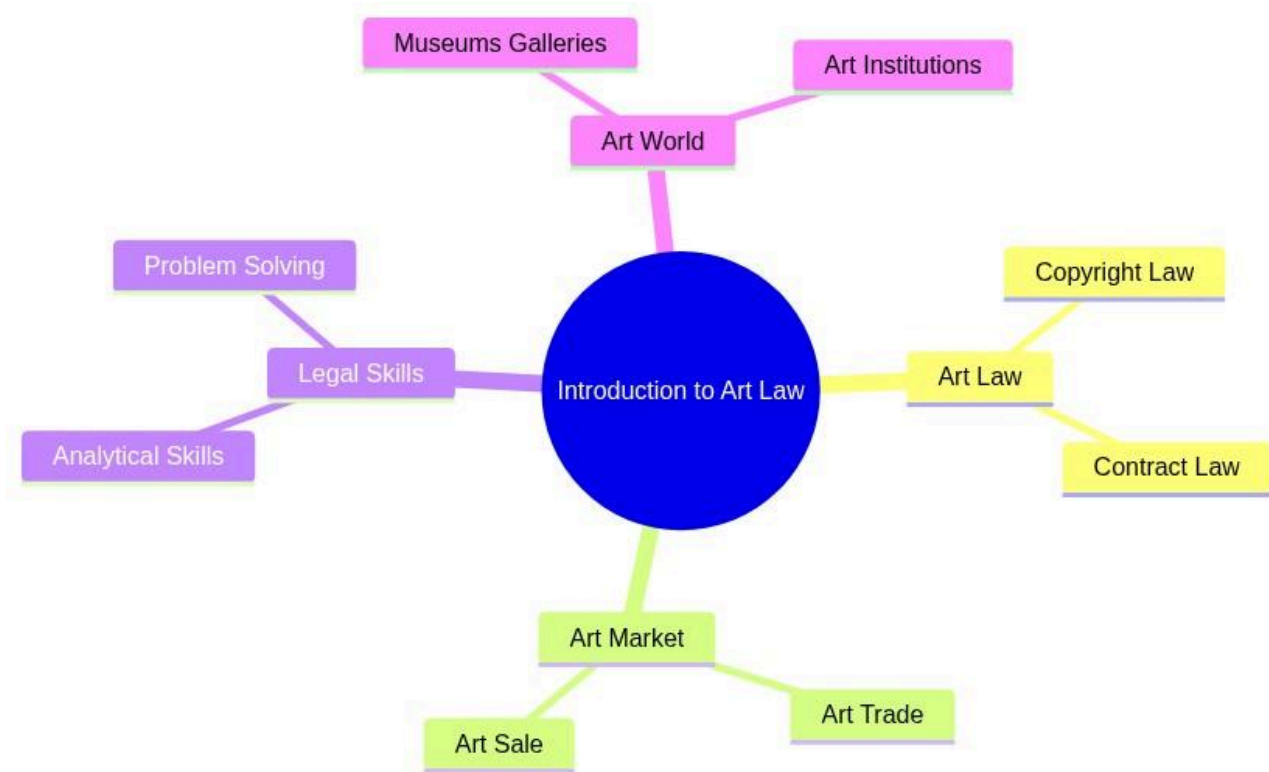 Museums Galleries
Art Institutions
Art World
Problem Solving
Copyright Law
Legal Skills
Introduction to Art Law
Art Law
Analytical Skills
Contract Law
Art Market
Art Trade
Art Sale